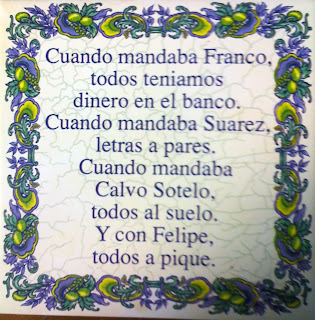 Cuando mandaba Franco,
todos teniamos
dinero en el banco.
Cuando mandaba Suarez,
letras a pares.
Cuando mandaba
Calvo Sotelo,
todos al suelo.
Y con Felipe,
todos a pique.